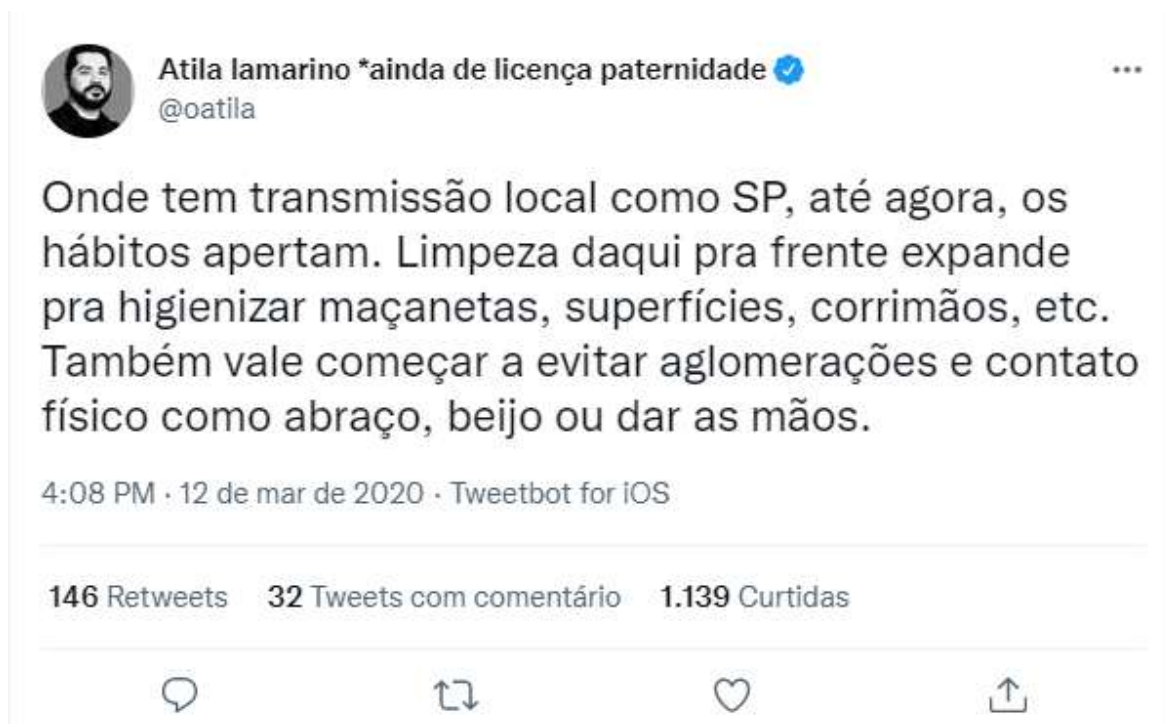 Atila Iamarino *ainda de licença paternidade
@oatila
Onde tem transmissão local como SP, até agora, os
hábitos apertam. Limpeza daqui pra frente expande
pra higienizar maçanetas, superfícies, corrimãos, etc.
Também vale começar a evitar aglomerações e contato
físico como abraço, beijo ou dar as mãos.
4:08 PM · 12 de mar de 2020 · Tweetbot for iOS
146 Retweets 32 Tweets com comentário 1.139 Curtidas